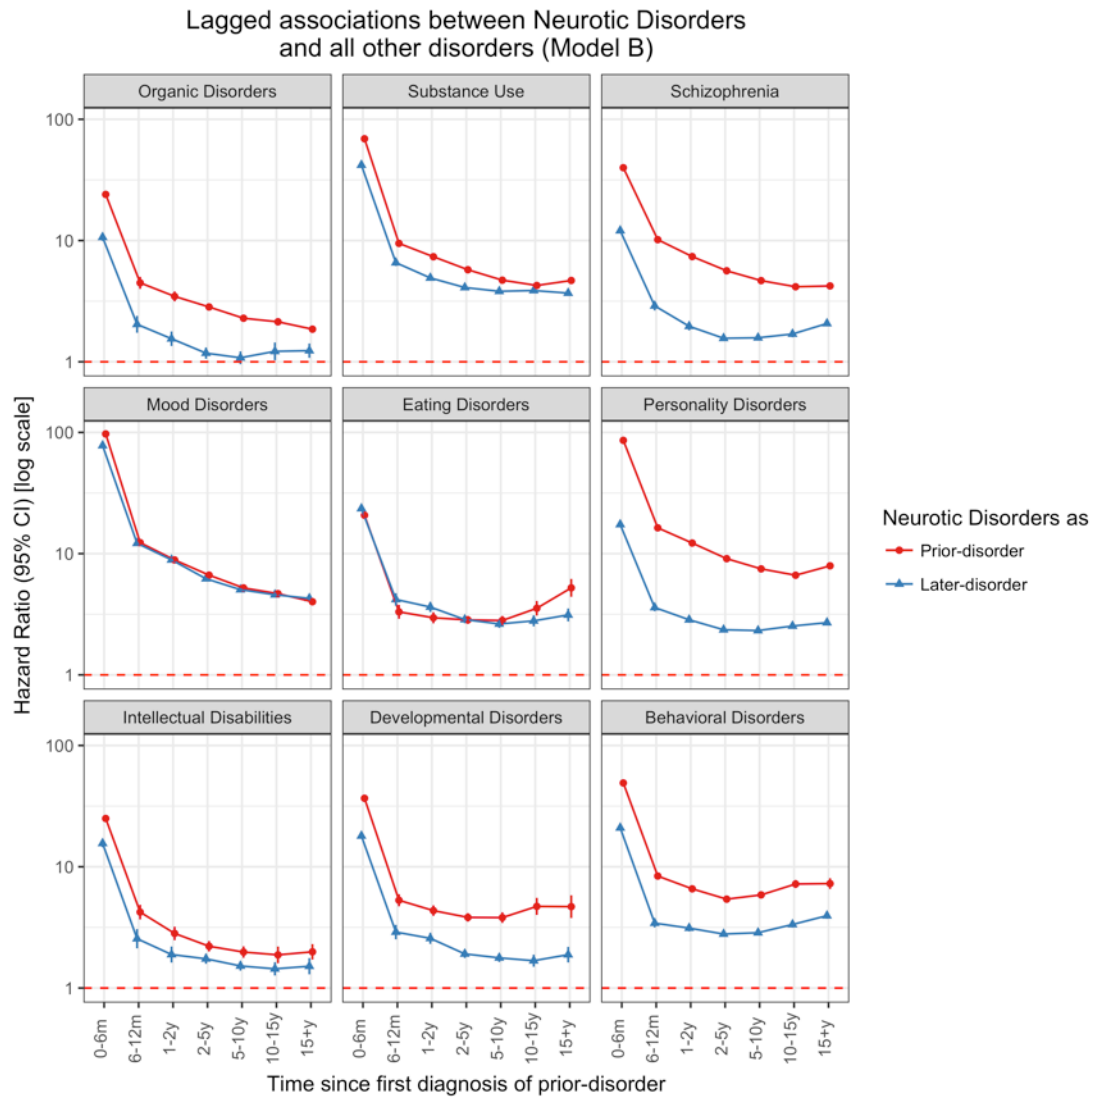 Lagged associations between Neurotic Disorders
and all other disorders (Model B)
Organic Disorders
Substance Use
Schizophrenia
100
10
1
Mood Disorders
Eating Disorders
Personality Disorders
100
10
1
Intellectual Disabilities
Developmental Disorders
Behavioral Disorders
100
10
1
Hazard Ratio (95% CI) [log scale]
0-6m
6-12m
1-2y
2-5y
5-10y
10-15y
15+y
0-6m
6-12m
1-2y
2-5y
5-10y
10-15y
15+y
0-6m
6-12m
1-2y
2-5y
5-10y
10-15y
15+y
Time since first diagnosis of prior-disorder
Neurotic Disorders as
Prior-disorder
Later-disorder